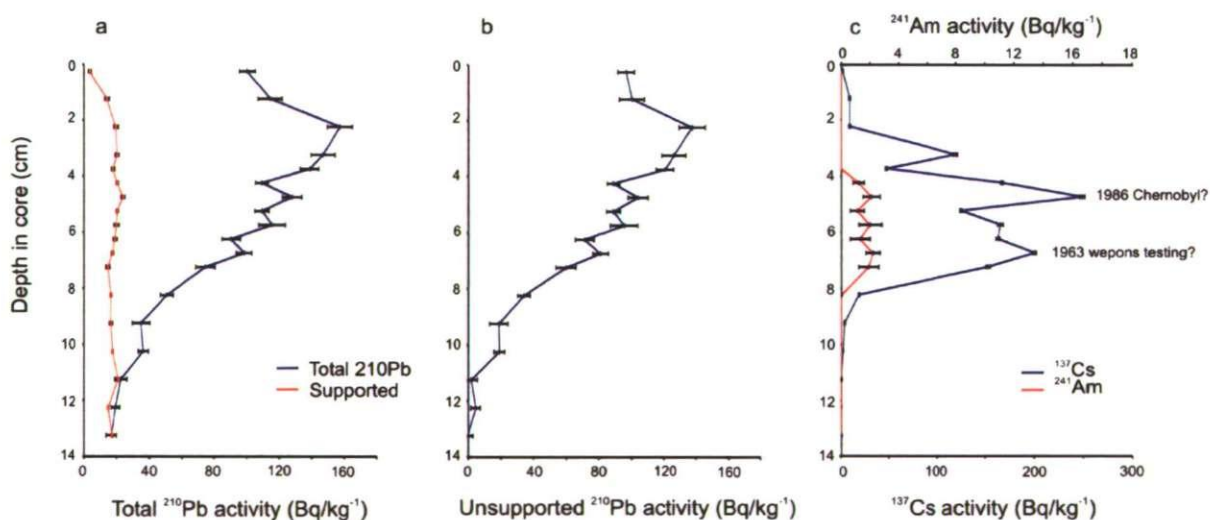 a
b
c
²⁴¹Am activity (Bq/kg⁻¹)
0 4 8 12 16 18
Depth in core (cm)
0
2
4
6
8
10
12
14
0
2
4
6
8
10
12
14
0
2
4
6
8
10
12
14
1986 Chernobyl?
1963 wepons testing?
Total 210Pb
Supported
¹³⁷Cs
²⁴¹Am
0 40 80 120 160
0 40 80 120 160
0 100 200 300
Total ²¹⁰Pb activity (Bq/kg⁻¹)
Unsupported ²¹⁰Pb activity (Bq/kg⁻¹)
¹³⁷Cs activity (Bq/kg⁻¹)